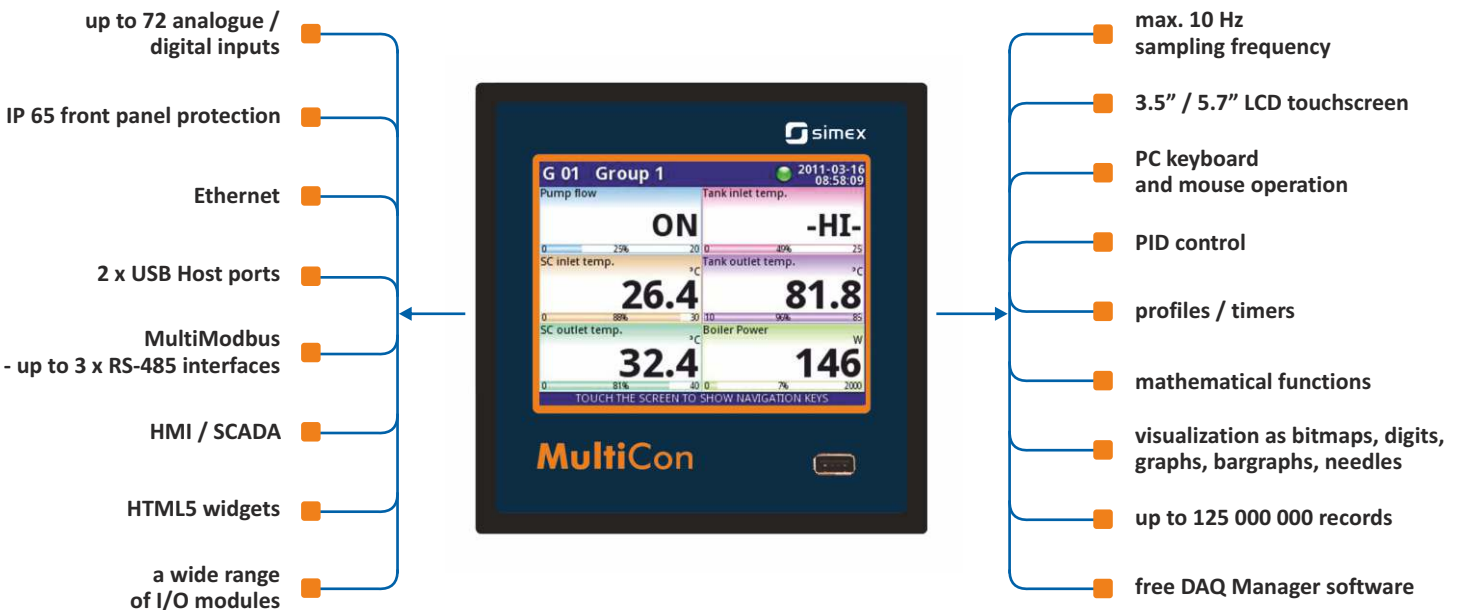 up to 72 analogue /
digital inputs
IP 65 front panel protection
Ethernet
2 x USB Host ports
MultiModbus
- up to 3 x RS-485 interfaces
HMI / SCADA
HTML5 widgets
a wide range
of I/O modules
simex
G 01 Group 1 2011-03-16
08:58:09
Pump flow Tank inlet temp.
ON -HI-
0 25% 20 0 49% 25
SC inlet temp. °C Tank outlet temp. °C
26.4 81.8
0 88% 30 10 96% 85
SC outlet temp. °C Boiler Power W
32.4 146
0 81% 40 0 7% 2000
TOUCH THE SCREEN TO SHOW NAVIGATION KEYS
MultiCon
max. 10 Hz
sampling frequency
3.5” / 5.7” LCD touchscreen
PC keyboard
and mouse operation
PID control
profiles / timers
mathematical functions
visualization as bitmaps, digits,
graphs, bargraphs, needles
up to 125 000 000 records
free DAQ Manager software